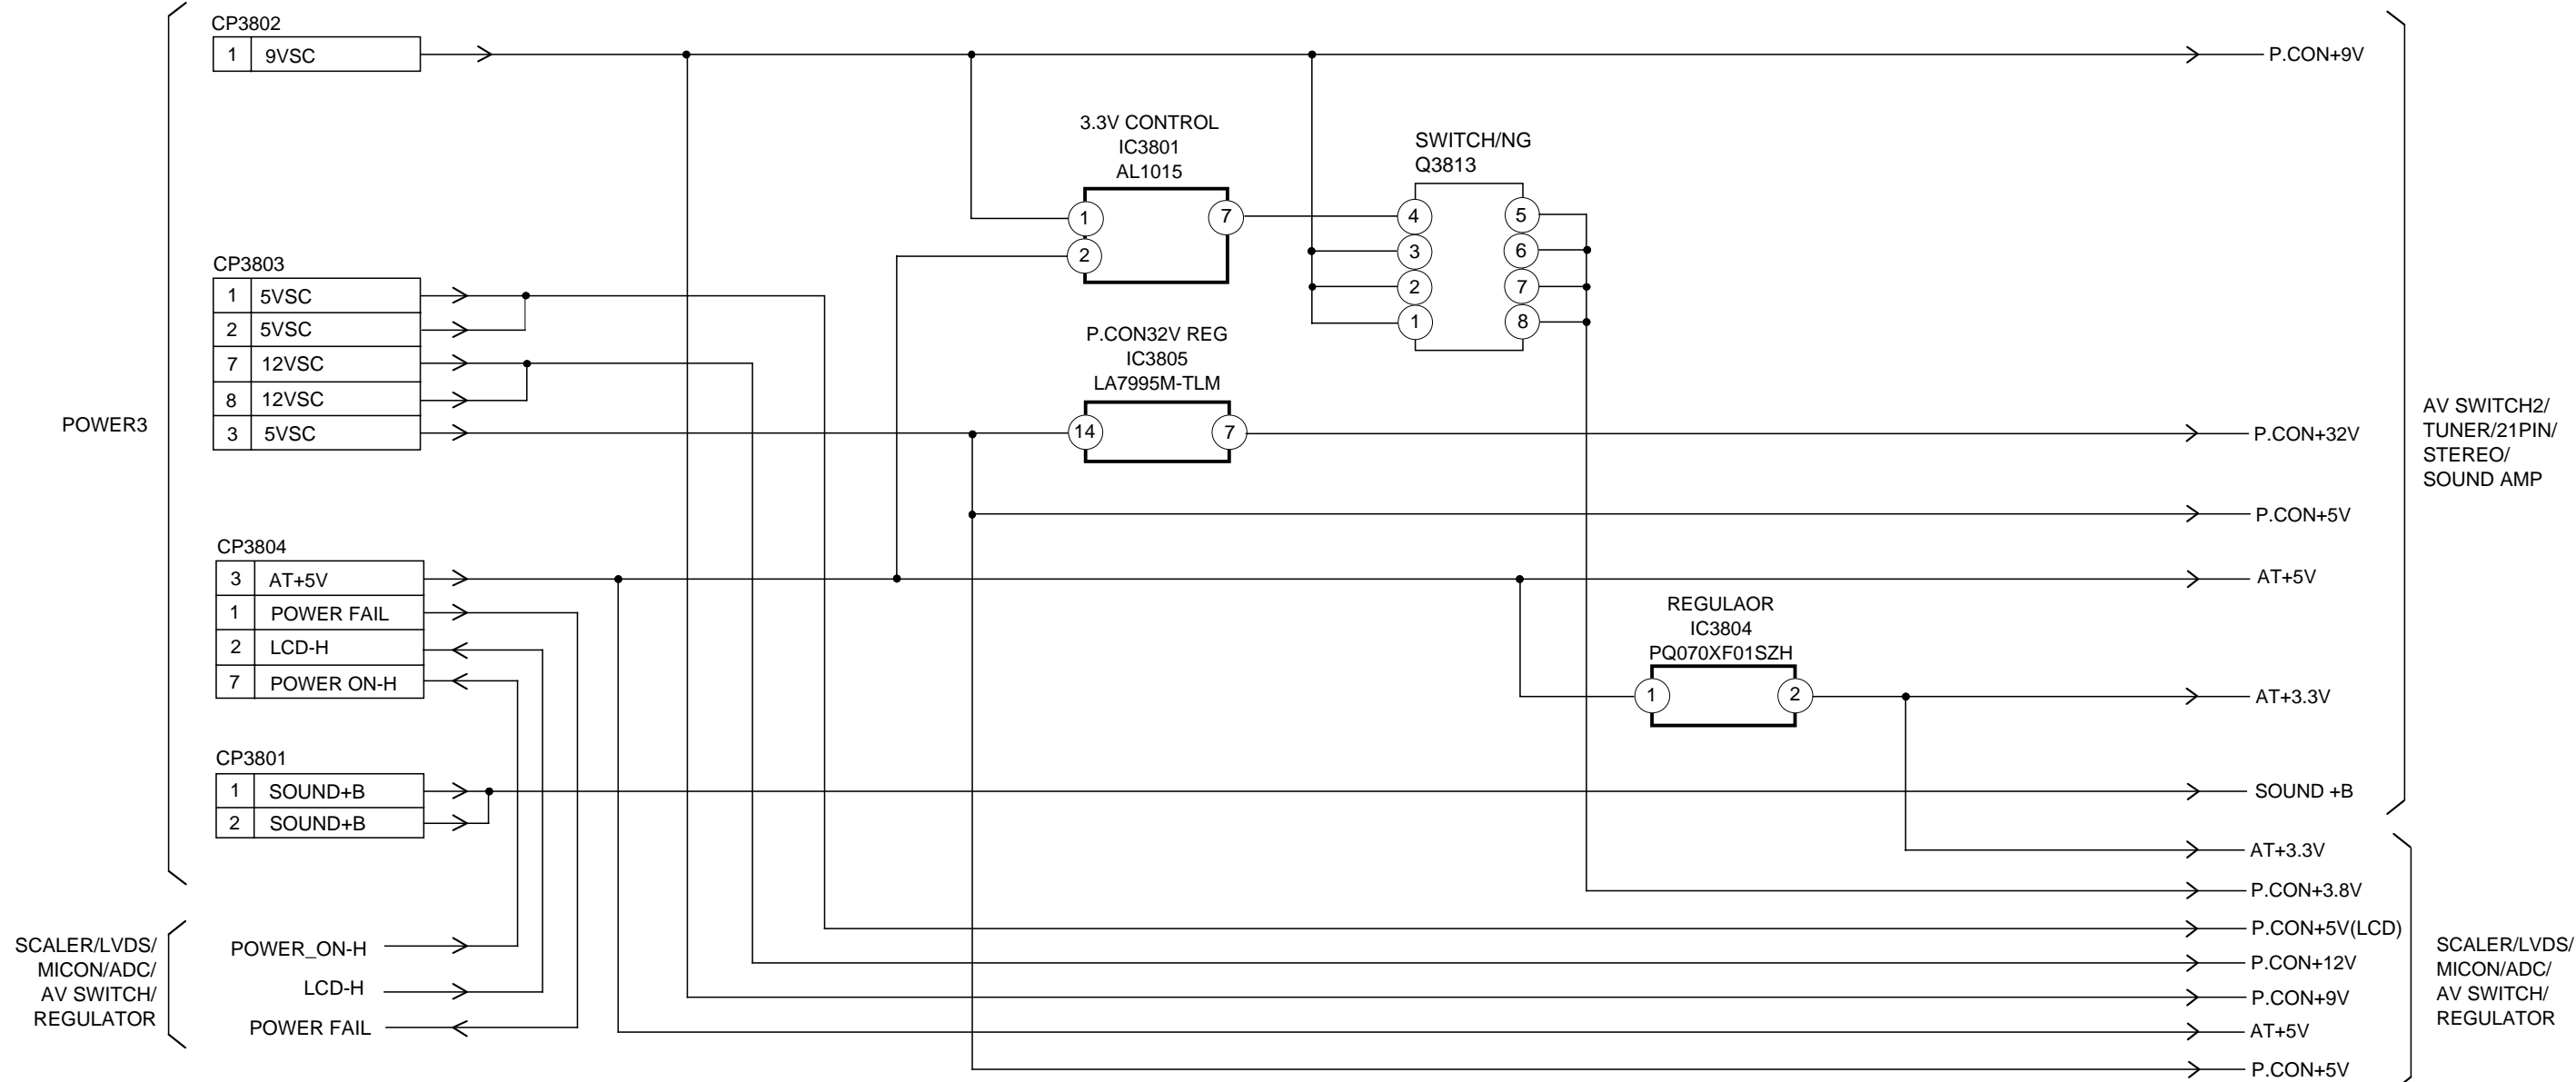 CP3802
1 9VSC
P.CON+9V
3.3V CONTROL
IC3801
AL1015
1
2
7
SWITCH/NG
Q3813
4 5
3 6
2 7
1 8
CP3803
1 5VSC
2 5VSC
7 12VSC
8 12VSC
3 5VSC
POWER3
P.CON32V REG
IC3805
LA7995M-TLM
14 7
P.CON+32V
AV SWITCH2/
TUNER/21PIN/
STEREO/
SOUND AMP
P.CON+5V
CP3804
3 AT+5V
1 POWER FAIL
2 LCD-H
7 POWER ON-H
AT+5V
REGULAOR
IC3804
PQ070XF01SZH
1 2
AT+3.3V
CP3801
1 SOUND+B
2 SOUND+B
SOUND +B
AT+3.3V
P.CON+3.8V
P.CON+5V(LCD)
P.CON+12V
P.CON+9V
AT+5V
P.CON+5V
SCALER/LVDS/
MICON/ADC/
AV SWITCH/
REGULATOR
POWER_ON-H
LCD-H
POWER FAIL
SCALER/LVDS/
MICON/ADC/
AV SWITCH/
REGULATOR